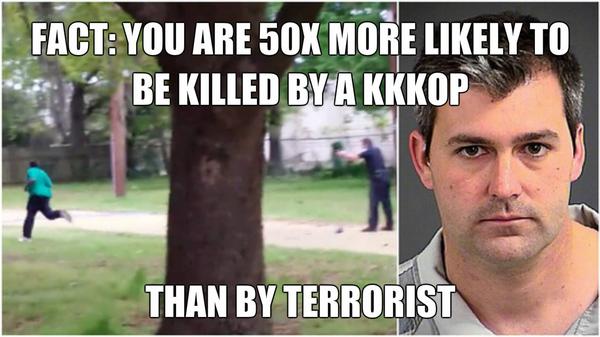 FACT: YOU ARE 50X MORE LIKELY TO
BE KILLED BY A KKKOP
THAN BY TERRORIST